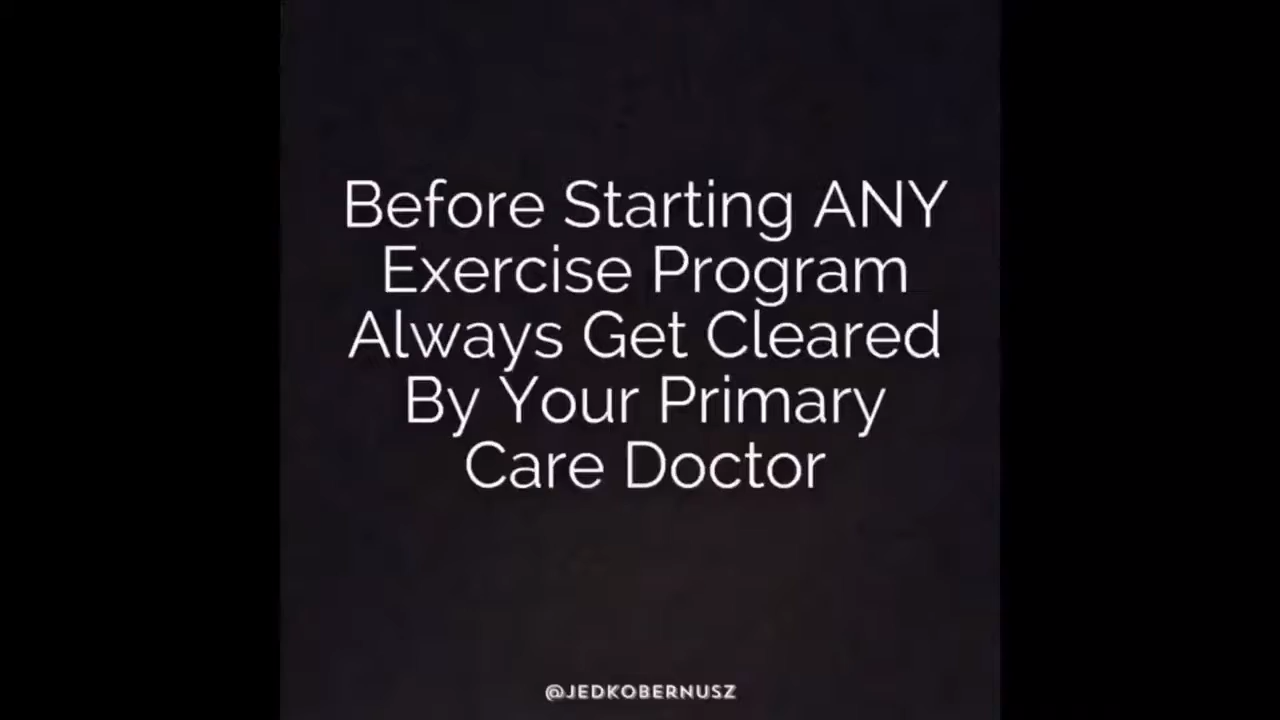 Before Starting ANY
Exercise Program
Always Get Cleared
By Your Primary
Care Doctor
@JEDKOBERNUSZ